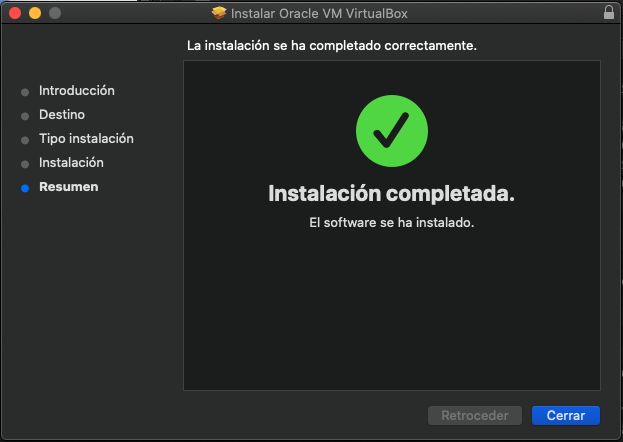 Instalar Oracle VM VirtualBox
La instalación se ha completado correctamente.
Introducción
Destino
Tipo instalación
Instalación
Resumen
Instalación completada.
El software se ha instalado.
Retroceder
Cerrar